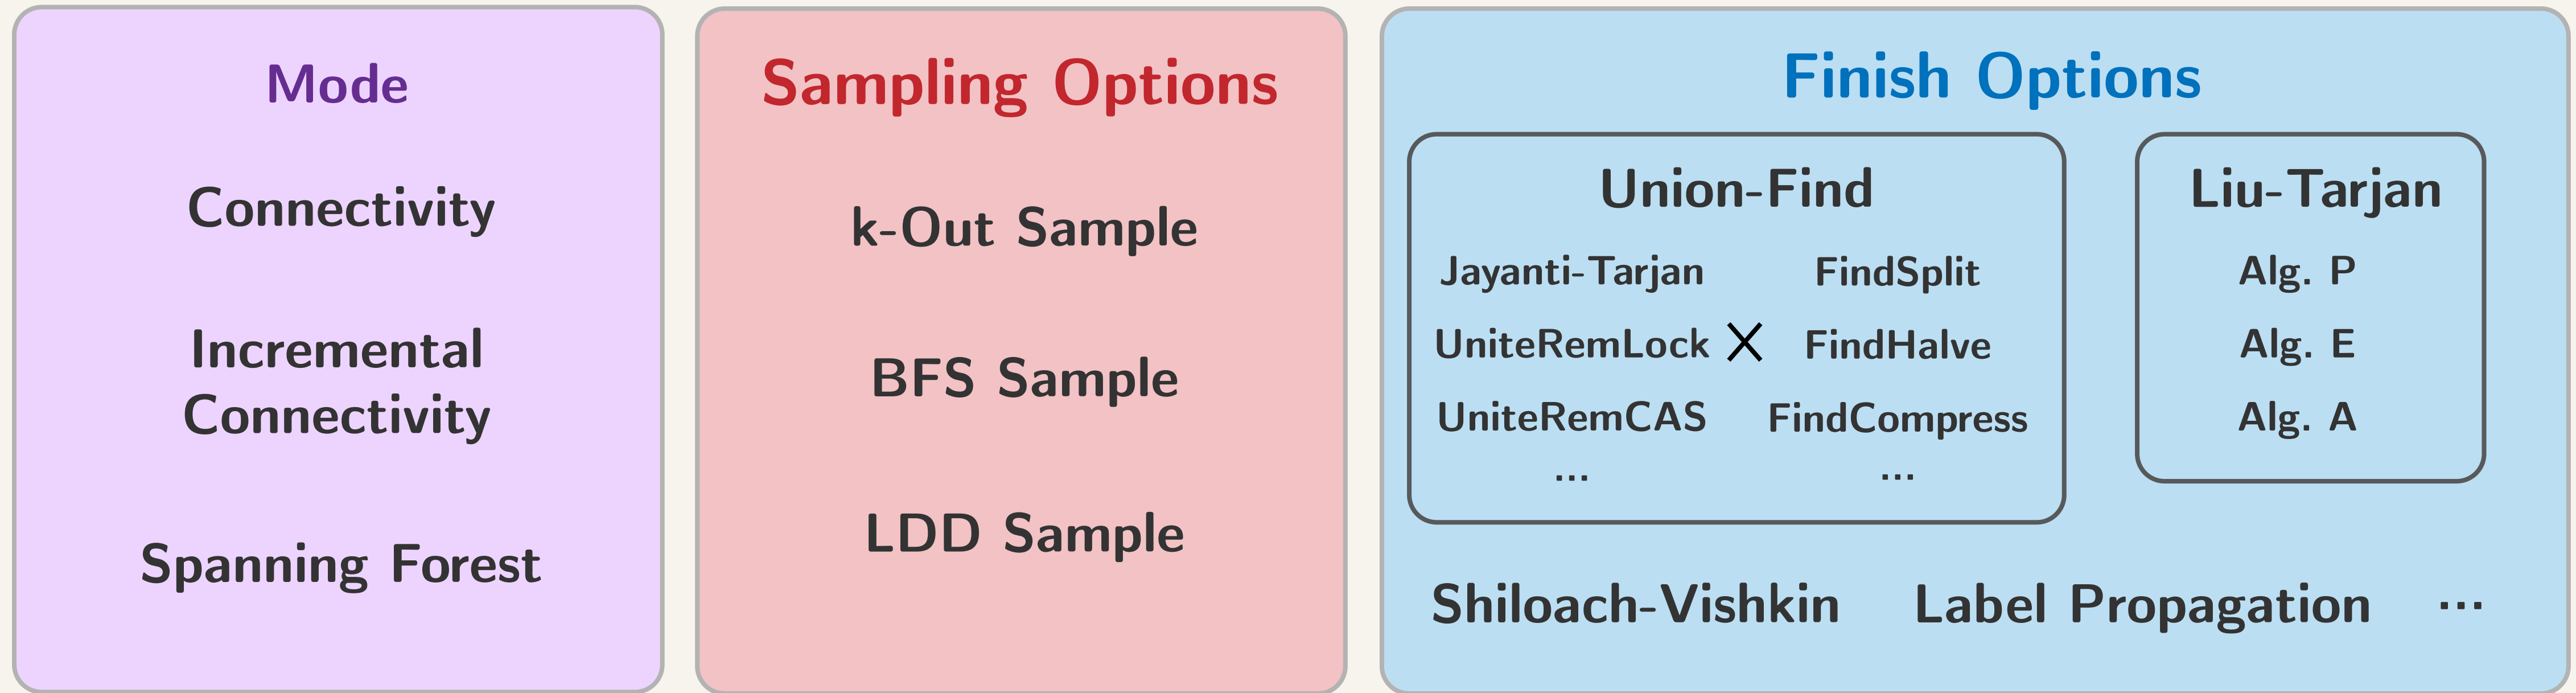 Mode
Connectivity
Incremental
Connectivity
Spanning Forest
Sampling Options
k-Out Sample
BFS Sample
LDD Sample
Finish Options
Union-Find
Jayanti-Tarjan FindSplit
UniteRemLock × FindHalve
UniteRemCAS FindCompress
... ...
Liu-Tarjan
Alg. P
Alg. E
Alg. A
Shiloach-Vishkin Label Propagation ...